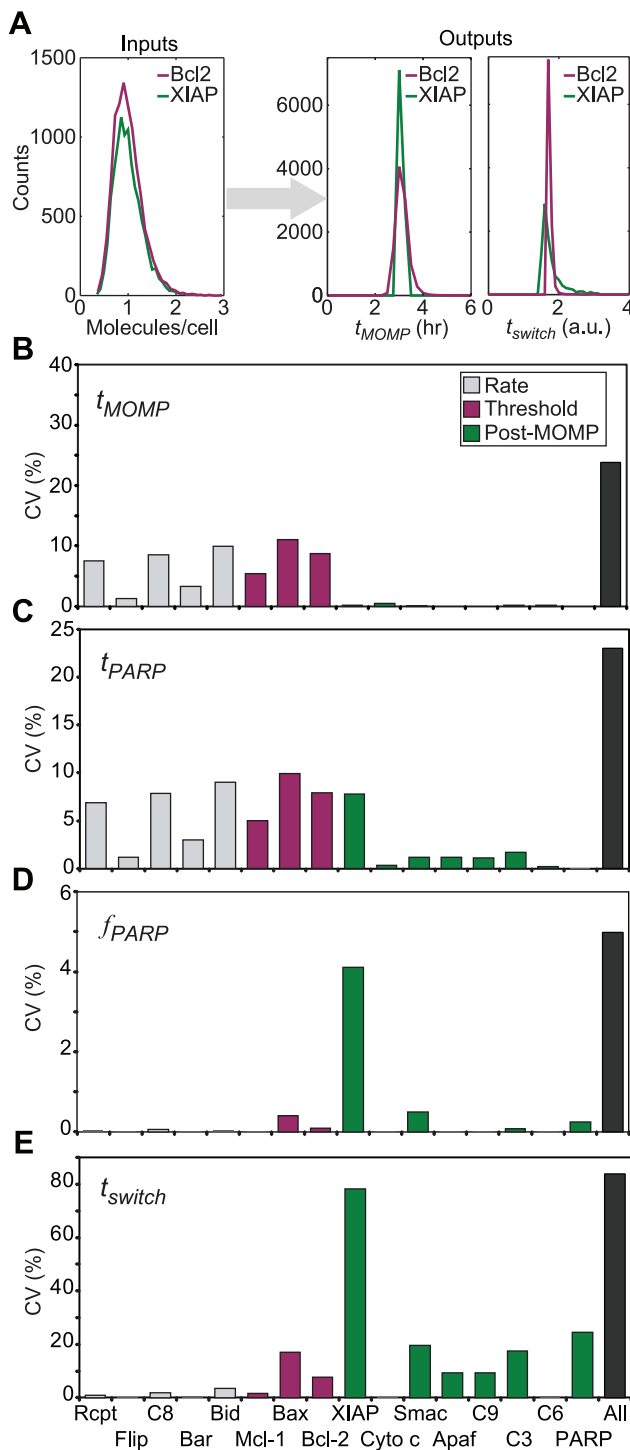 A
Inputs
Outputs
1500
1000
500
0
Counts
Bcl2
XIAP
0 1 2 3
Molecules/cell
6000
4000
2000
0
Bcl2
XIAP
0 2 4 6
tMOMP (hr)
Bcl2
XIAP
0 2 4
tswitch (a.u.)
B
40
30
20
10
0
CV (%)
tMOMP
Rate
Threshold
Post-MOMP
C
25
20
15
10
5
0
CV (%)
tPARP
D
6
4
2
0
CV (%)
fPARP
E
80
60
40
20
0
CV (%)
tswitch
Rcpt C8 Bid Bax XIAP Smac C9 C6 All
Flip Bar Mcl-1 Bcl-2 Cyto c Apaf C3 PARP